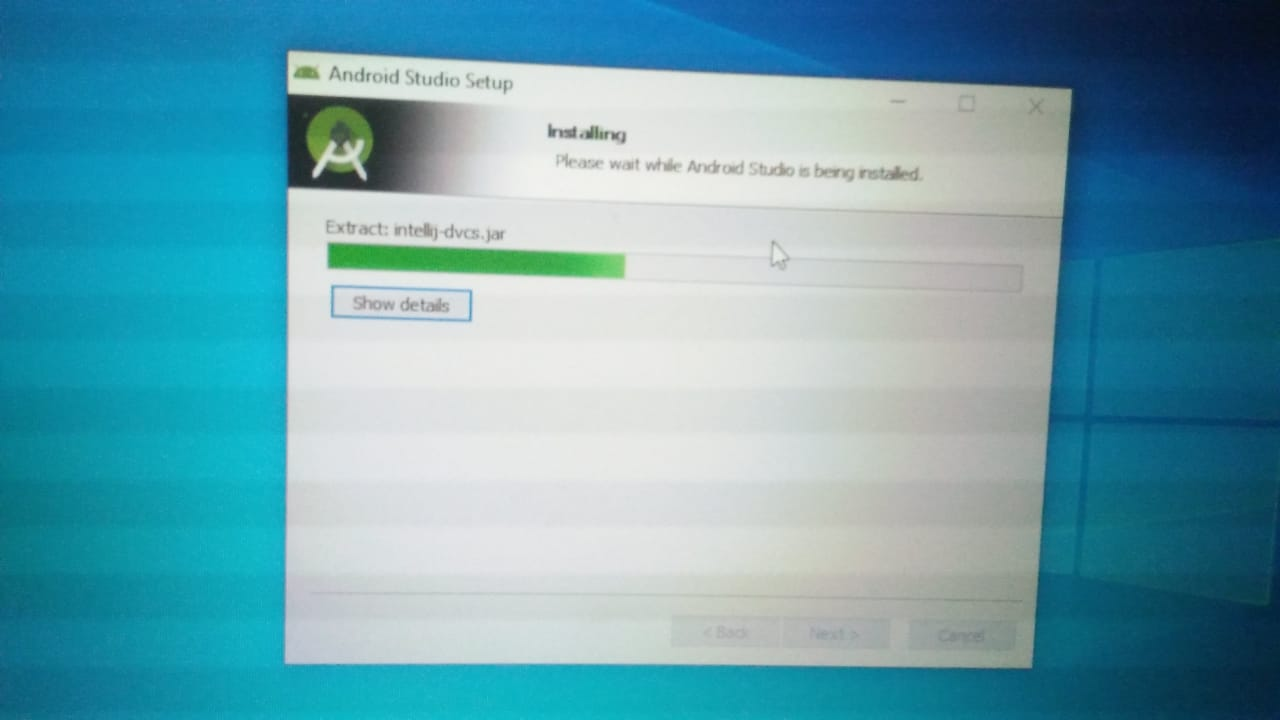 Android Studio Setup
Installing
Please wait while Android Studio is being installed.
Extract: intellij-dvcs.jar
Show details
< Back
Next >
Cancel